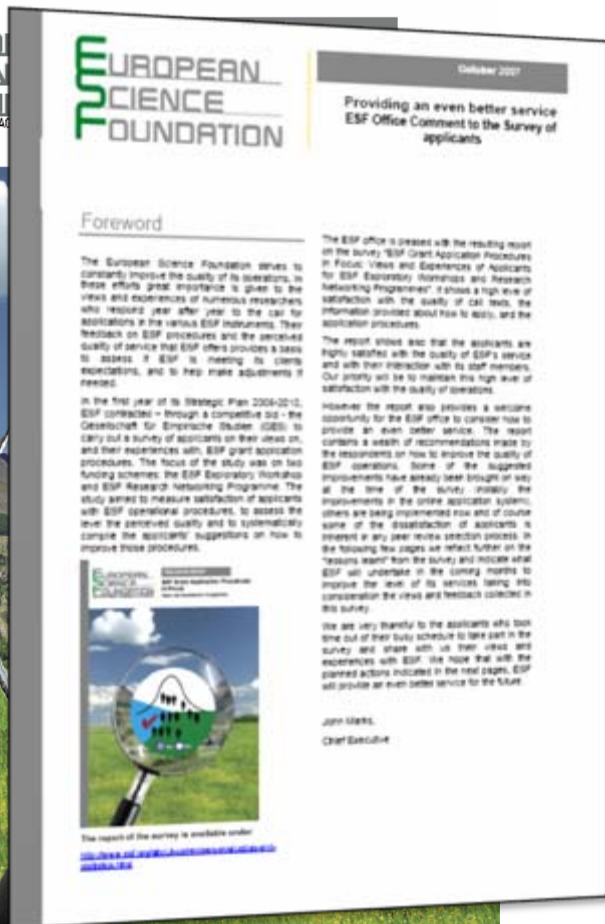 EUROPEAN
SCIENCE
FOUNDATION
October 2007
Providing an even better service
ESF Office Comment to the Survey of
applicants
Foreword
The European Science Foundation strives to
constantly improve the quality of its operations. In
these efforts great importance is given to the
views and experiences of numerous researchers
who respond year after year to the call for
applications in the various ESF instruments. Their
feedback on ESF procedures and the perceived
quality of service that ESF offers provides a basis
to assess if ESF is meeting its clients
expectations, and to help make adjustments if
needed.
In the first year of its Strategic Plan 2006-2010,
ESF contracted – through a competitive bid – the
Gesellschaft für Empirische Studien (GES) to
carry out a survey of applicants on their views on,
and their experiences with, ESF grant application
procedures. The focus of the study was on two
funding schemes: the ESF Exploratory Workshop
and ESF Research Networking Programme. The
study aimed to measure satisfaction of applicants
with ESF operational procedures, to assess the
level the perceived quality and to systematically
compile the applicants' suggestions on how to
improve those procedures.
EUROPEAN
SCIENCE
FOUNDATION
ESF Grant Application Procedures
in Focus
The report of the survey is available under
The ESF office is pleased with the resulting report
on the survey "ESF Grant Application Procedures
in Focus: Views and Experiences of Applicants
for ESF Exploratory Workshops and Research
Networking Programmes". It shows a high level of
satisfaction with the quality of call texts, the
information provided about how to apply, and the
application procedures.
The report shows also that the applicants are
highly satisfied with the quality of ESF's service
and with their interaction with its staff members.
Our priority will be to maintain this high level of
satisfaction with the quality of operations.
However the report also provides a welcome
opportunity for the ESF office to consider how to
provide an even better service. The report
contains a wealth of recommendations made by
the respondents on how to improve the quality of
ESF operations. Some of the suggested
improvements have already been brought on way
at the time of the survey (notably the
improvements in the online application system),
others are being implemented now and of course
some of the dissatisfaction of applicants is
inherent in any peer review selection process. In
the following few pages we reflect further on the
"lessons learnt" from the survey and indicate what
ESF will undertake in the coming months to
improve the level of its services taking into
consideration the views and feedback collected in
this survey.
We are very thankful to the applicants who took
time out of their busy schedule to take part in the
survey and share with us their views and
experiences with ESF. We hope that with the
planned actions indicated in the next pages, ESF
will provide an even better service for the future.
John Marks,
Chief Executive